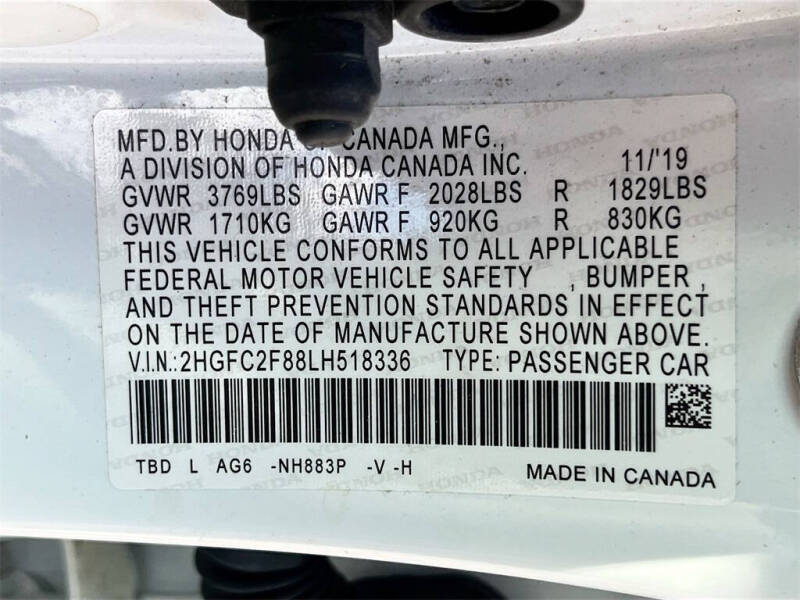 MFD.BY HONDA OF CANADA MFG.,
A DIVISION OF HONDA CANADA INC. 11/'19
GVWR 3769LBS GAWR F 2028LBS R 1829LBS
GVWR 1710KG GAWR F 920KG R 830KG
THIS VEHICLE CONFORMS TO ALL APPLICABLE
FEDERAL MOTOR VEHICLE SAFETY , BUMPER ,
AND THEFT PREVENTION STANDARDS IN EFFECT
ON THE DATE OF MANUFACTURE SHOWN ABOVE.
V.I.N.:2HGFC2F88LH518336 TYPE: PASSENGER CAR
TBD L AG6 -NH883P -V -H MADE IN CANADA